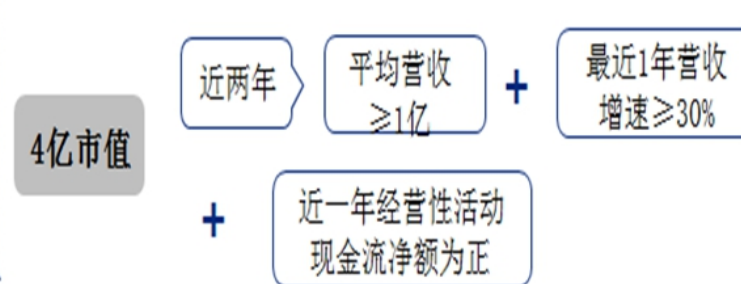 4亿市值
近两年
平均营收
≥1亿
+
最近1年营收
增速≥30%
+
近一年经营性活动
现金流净额为正